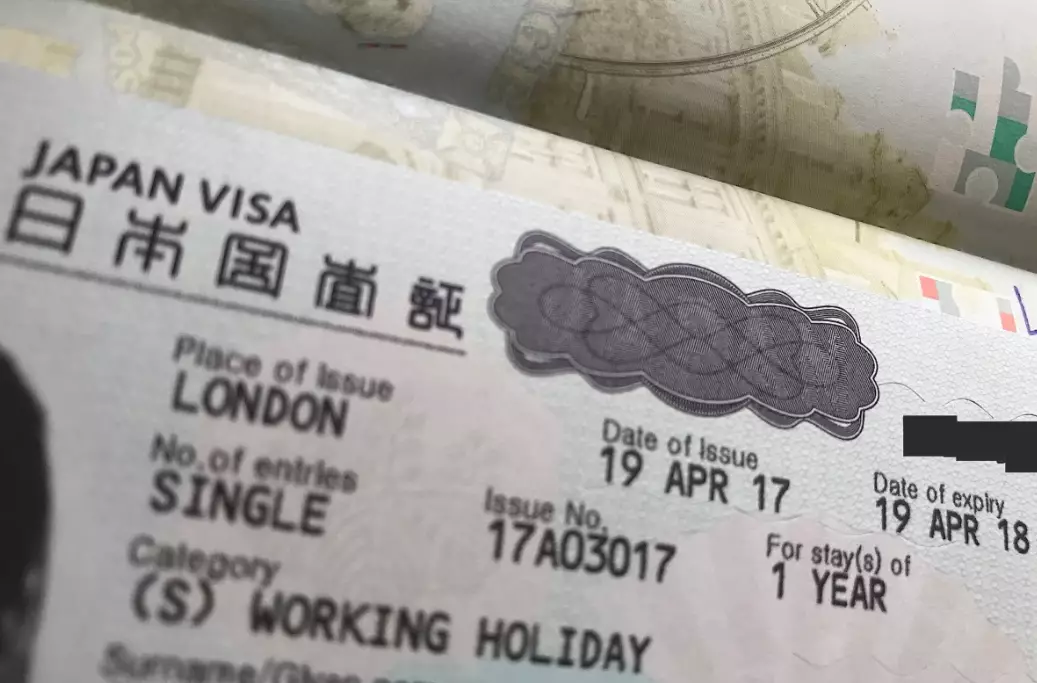 JAPAN VISA
日本国査証
Place of Issue
LONDON
Date of Issue
19 APR 17
Date of expiry
19 APR 18
No. of entries
SINGLE
Issue No.
17A03017
For stay(s) of
1 YEAR
Category
(S) WORKING HOLIDAY
Surname/Given